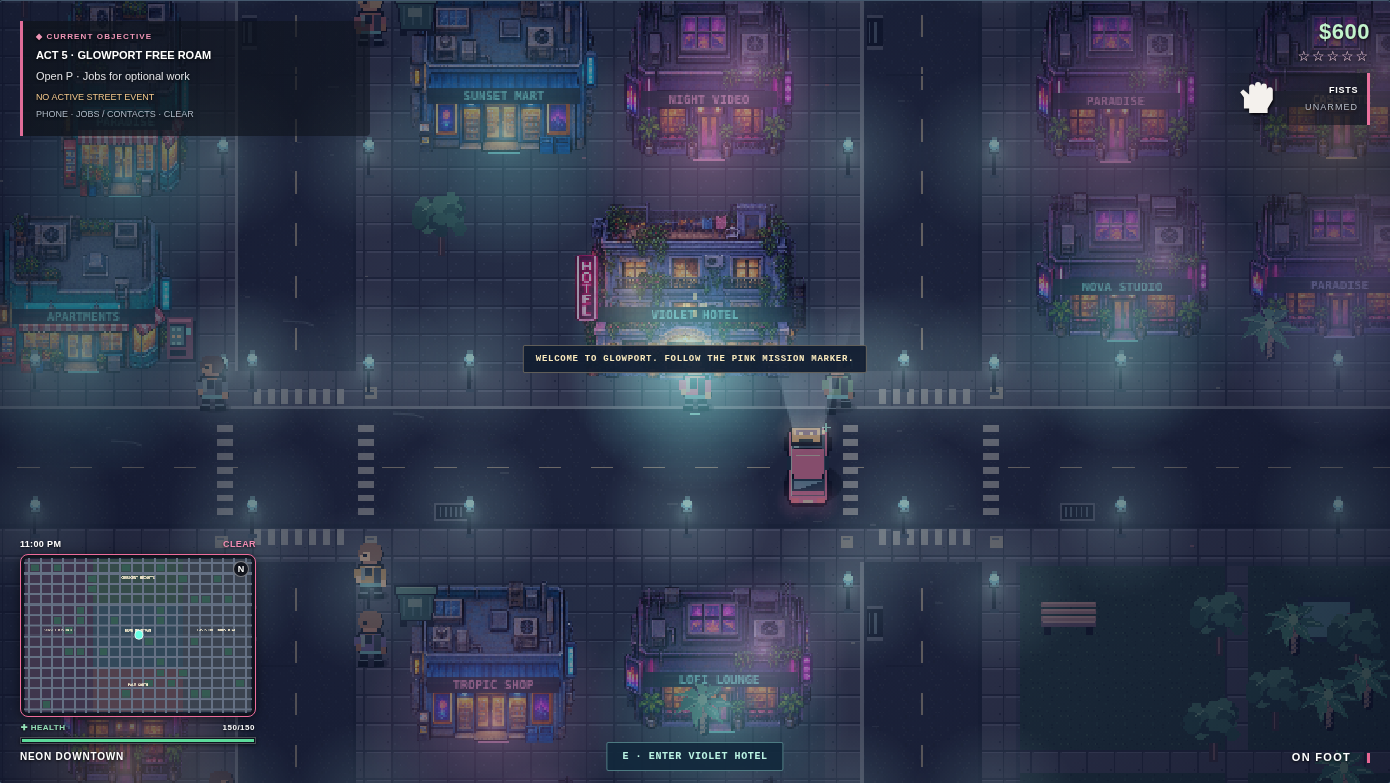 ◆ CURRENT OBJECTIVE
ACT 5 · GLOWPORT FREE ROAM
Open P · Jobs for optional work
NO ACTIVE STREET EVENT
PHONE · JOBS / CONTACTS · CLEAR
$600
☆☆☆☆☆
FISTS
UNARMED
SUNSET MART
NIGHT VIDEO
PARADISE
HOTEL
VIOLET HOTEL
NOVA STUDIO
PARADISE
APARTMENTS
WELCOME TO GLOWPORT. FOLLOW THE PINK MISSION MARKER.
11:00 PM
CLEAR
N
TROPIC SHOP
LOFI LOUNGE
✚ HEALTH
150/150
NEON DOWNTOWN
E · ENTER VIOLET HOTEL
ON FOOT